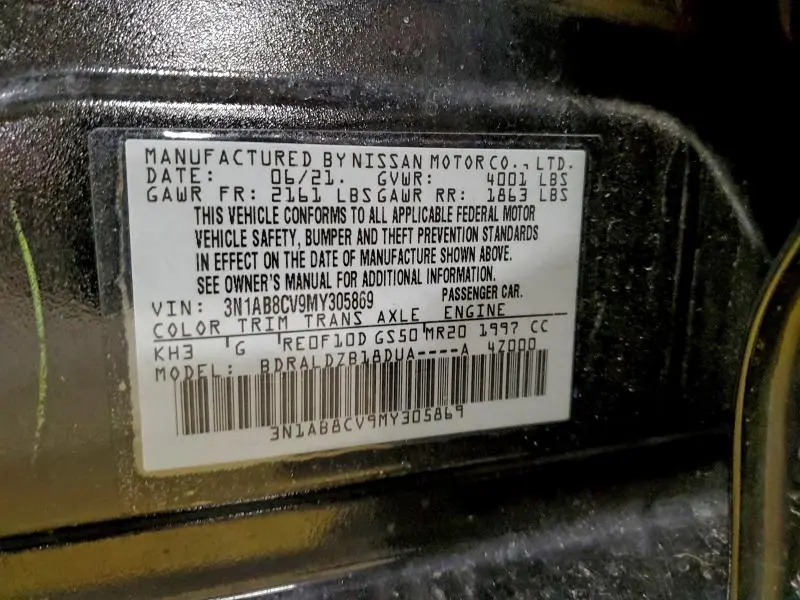 MANUFACTURED BY NISSAN MOTOR CO., LTD.
DATE: 06/21. GVWR: 4001 LBS
GAWR FR: 2161 LBS GAWR RR: 1863 LBS
THIS VEHICLE CONFORMS TO ALL APPLICABLE FEDERAL MOTOR
VEHICLE SAFETY, BUMPER AND THEFT PREVENTION STANDARDS
IN EFFECT ON THE DATE OF MANUFACTURE SHOWN ABOVE.
SEE OWNER'S MANUAL FOR ADDITIONAL INFORMATION.
VIN: 3N1AB8CV9MY305869 PASSENGER CAR.
COLOR TRIM TRANS AXLE ENGINE
KH3 G RE0F10D GS50 MR20 1997 CC
MODEL: BDRALDZB18DUA----A 4Z000
3N1AB8CV9MY305869